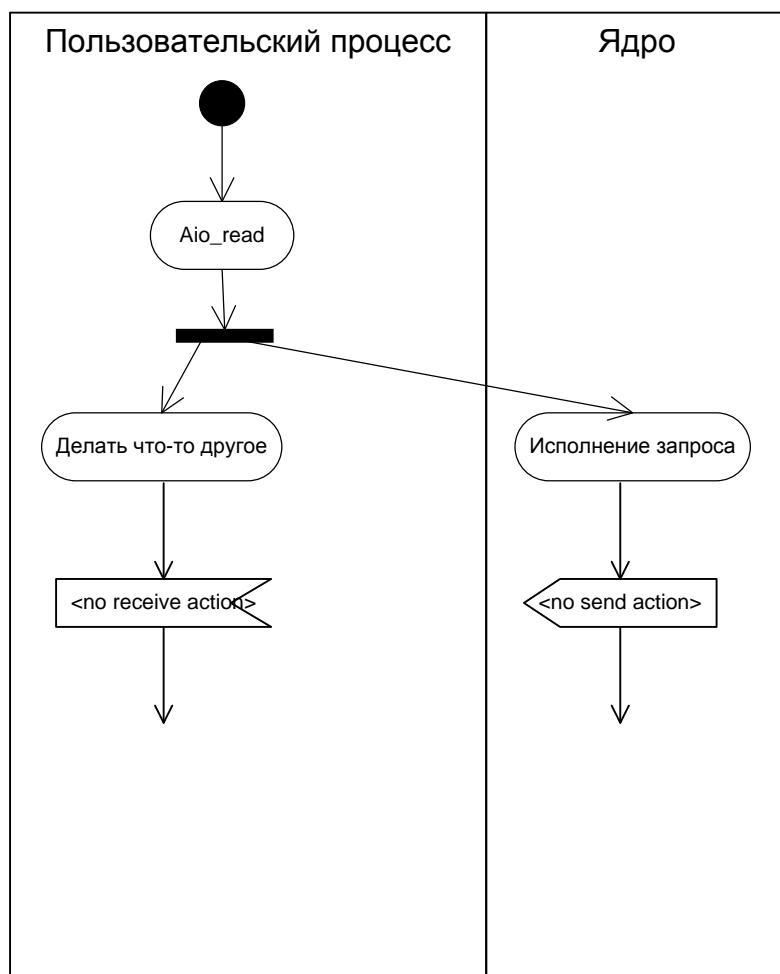 Пользовательский процесс
Ядро
Aio_read
Делать что-то другое
Исполнение запроса
<no receive action>
<no send action>